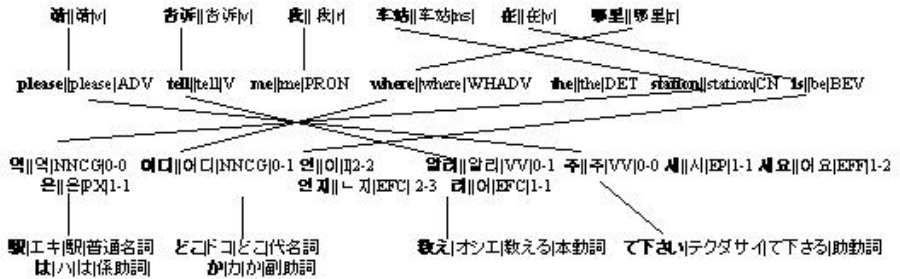 请||请|v| 告诉||告诉|v| 我|| 我|r| 车站||车站|ns| 在||在|v| 哪里||哪里|r|
please||please|ADV tell||tell|V me||me|PRON where||where|WHADV the||the|DET station||station|CN is||be|BEV
역||역|NNCG|0-0 어디||어디|NNCG|0-1 인||이|I|2-2 알려||알리|VV|0-1 주||주|VV|0-0 세||시|EP|1-1 세요||어요|EFF|1-2
은||은|PX|1-1 인지||ㄴ지|EFC| 2-3 려||어|EFC|1-1
駅|エキ|駅|普通名詞 どこ|ドコ|どこ|代名詞 教え|オシエ|教える|本動詞 て下さい|テクダサイ|て下さる|助動詞
は|ハ|は|係助詞| か|カ|か|副助詞